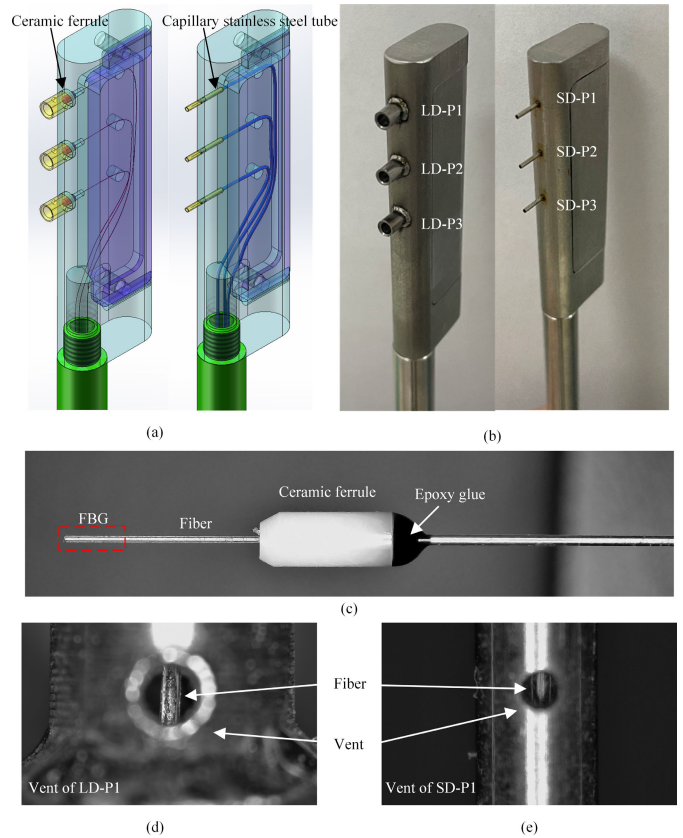 Ceramic ferrule
Capillary stainless steel tube
LD-P1
LD-P2
LD-P3
SD-P1
SD-P2
SD-P3
(a)
(b)
Ceramic ferrule
Epoxy glue
FBG
Fiber
(c)
Fiber
Vent
Vent of LD-P1
Vent of SD-P1
(d)
(e)